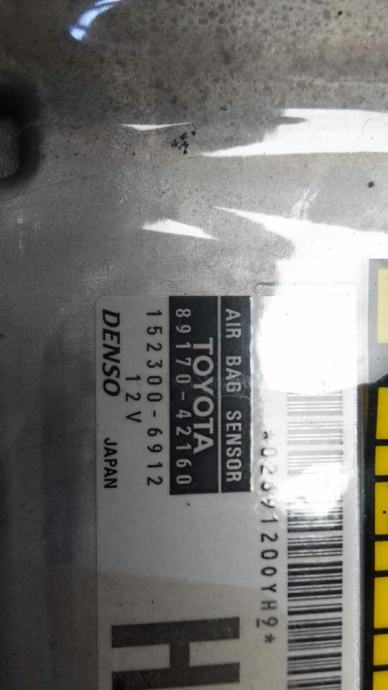 AIR BAG SENSOR
TOYOTA
89170-42160
152300-6912
12V
DENSO JAPAN